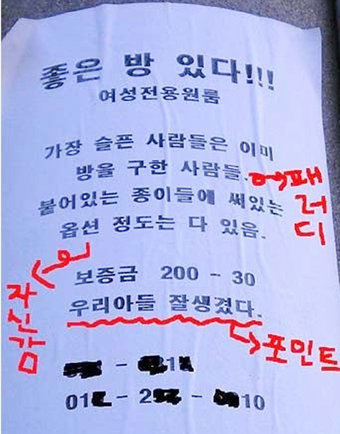 좋은 방 있다!!!
여성전용원룸
가장 슬픈 사람들은 이미
방을 구한 사람들.
패러디
붙어있는 종이들에 써있는
옵션 정도는 다 있음.
자신감
보증금 200 - 30
우리아들 잘생겼다.
포인트